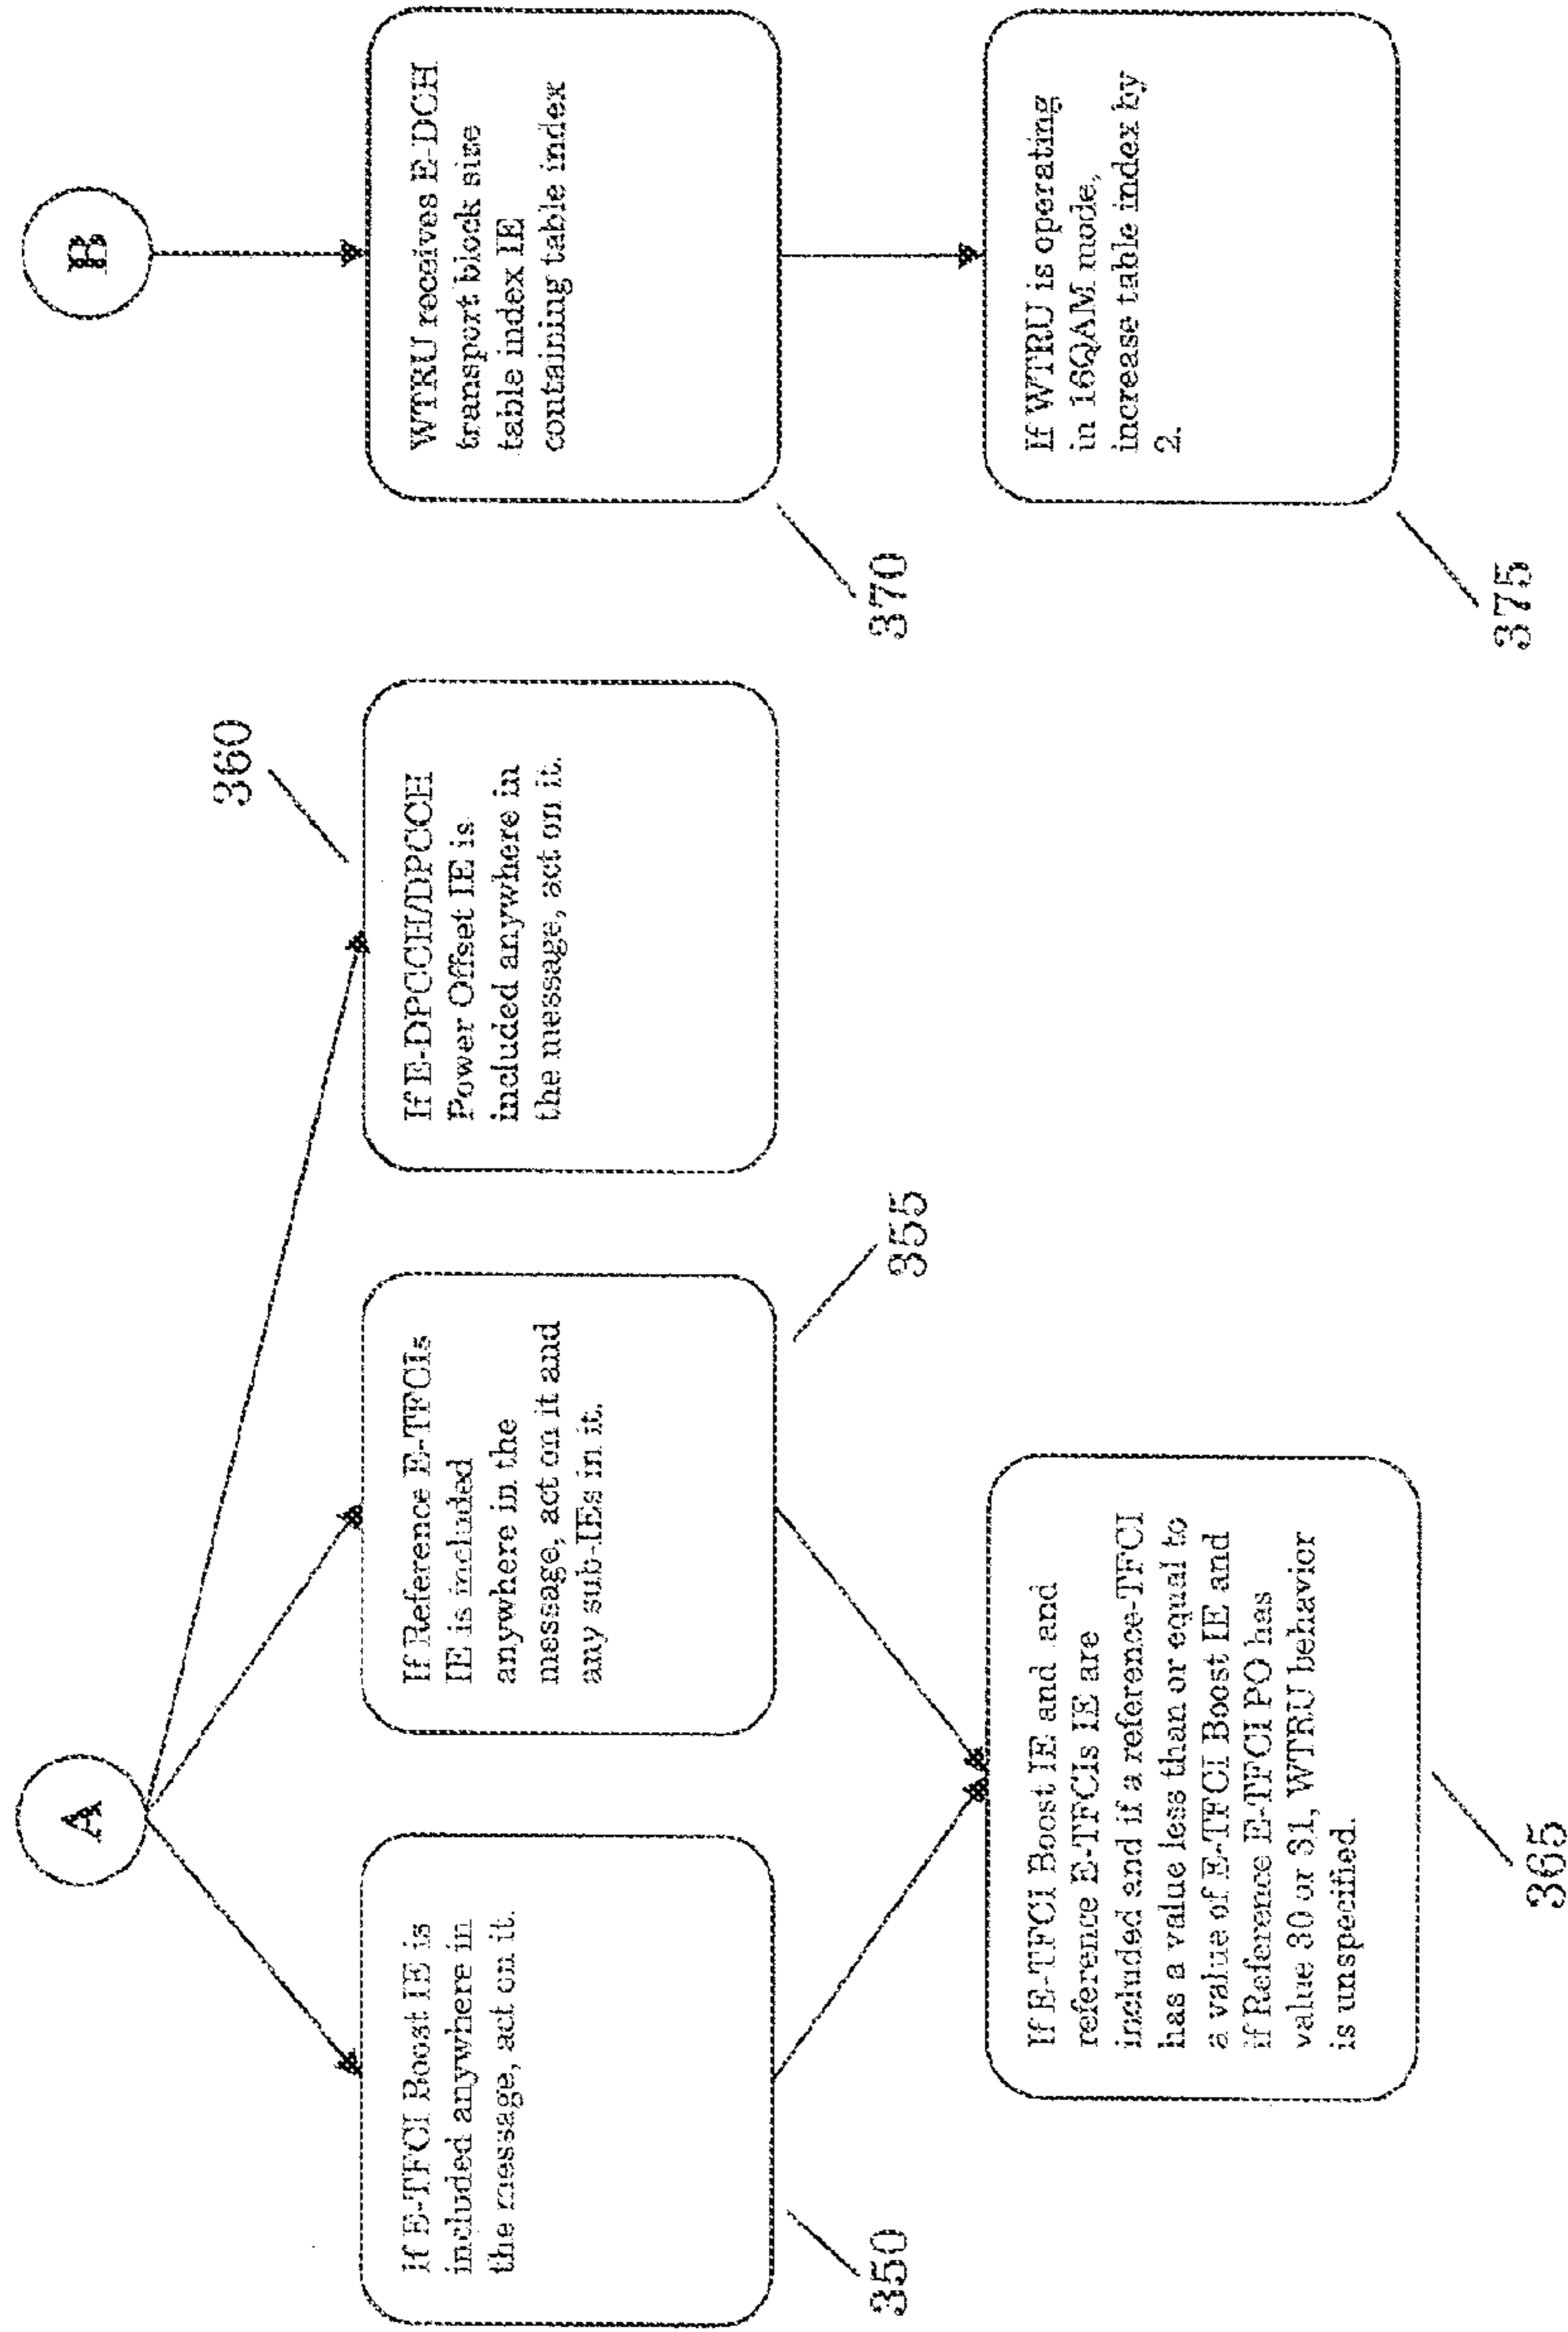 A
If E-TFCI Boost IE is
included anywhere in
the message, act on it.
350
If Reference E-TFCIs
IE is included
anywhere in the
message, act on it and
any sub-IEs in it.
355
If E-DPCCH/DPCCH
Power Offset IE is
included anywhere in
the message, act on it.
360
If E-TFCI Boost IE and and
reference E-TFCIs IE are
included and if a reference-TFCI
has a value less than or equal to
a value of E-TFCI Boost IE and
if Reference E-TFCI PO has
value 30 or 31, WTRU behavior
is unspecified.
365
B
WTRU receives E-DCH
transport block size
table index IE
containing table index
370
If WTRU is operating
in 16QAM mode,
increase table index by
2.
375